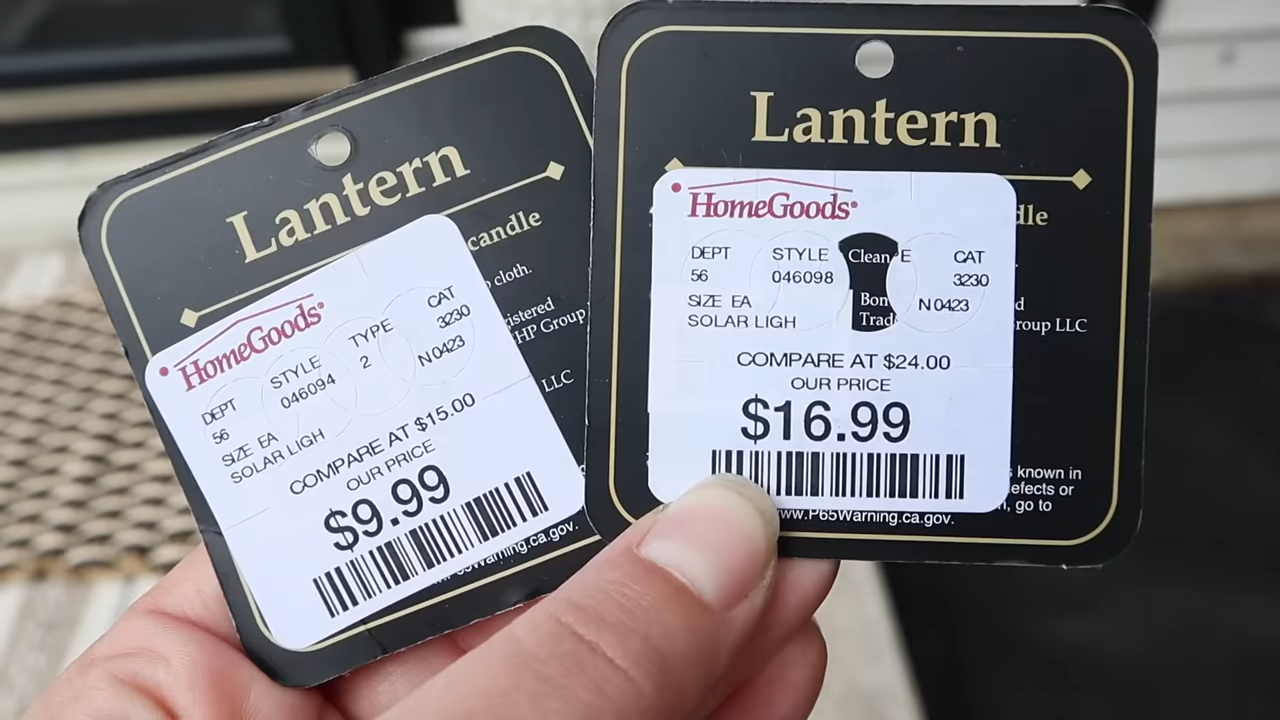 Lantern
candle
cloth.
HP Group
LLC
HomeGoods
DEPT STYLE TYPE CAT
56 046094 2 3230
SIZE EA N0423
SOLAR LIGH
COMPARE AT $15.00
OUR PRICE
$9.99
Warning.ca.gov.
Lantern
HomeGoods
DEPT STYLE Clean E CAT
56 046098 3230
SIZE EA Bon N0423
SOLAR LIGH Trad roup LLC
COMPARE AT $24.00
OUR PRICE
$16.99
known in
efects or
go to
www.P65Warning.ca.gov.